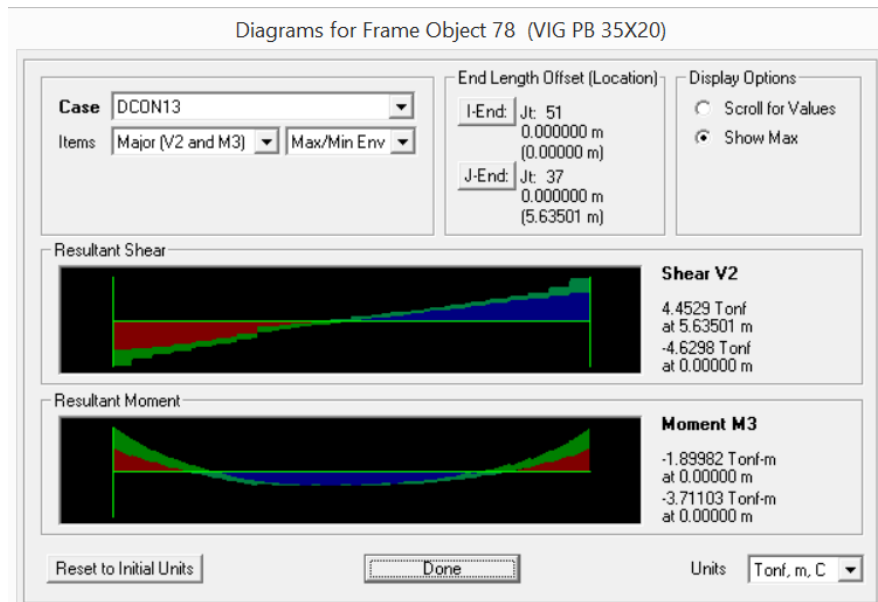 Diagrams for Frame Object 78 (VIG PB 35X20)
Case DCON13
Items Major (V2 and M3) Max/Min Env
End Length Offset (Location)
I-End: Jt: 51
0.000000 m
(0.00000 m)
J-End: Jt: 37
0.000000 m
(5.63501 m)
Display Options
Scroll for Values
Show Max
Resultant Shear
Shear V2
4.4529 Tonf
at 5.63501 m
-4.6298 Tonf
at 0.00000 m
Resultant Moment
Moment M3
-1.89982 Tonf-m
at 0.00000 m
-3.71103 Tonf-m
at 0.00000 m
Reset to Initial Units Done Units Tonf, m, C